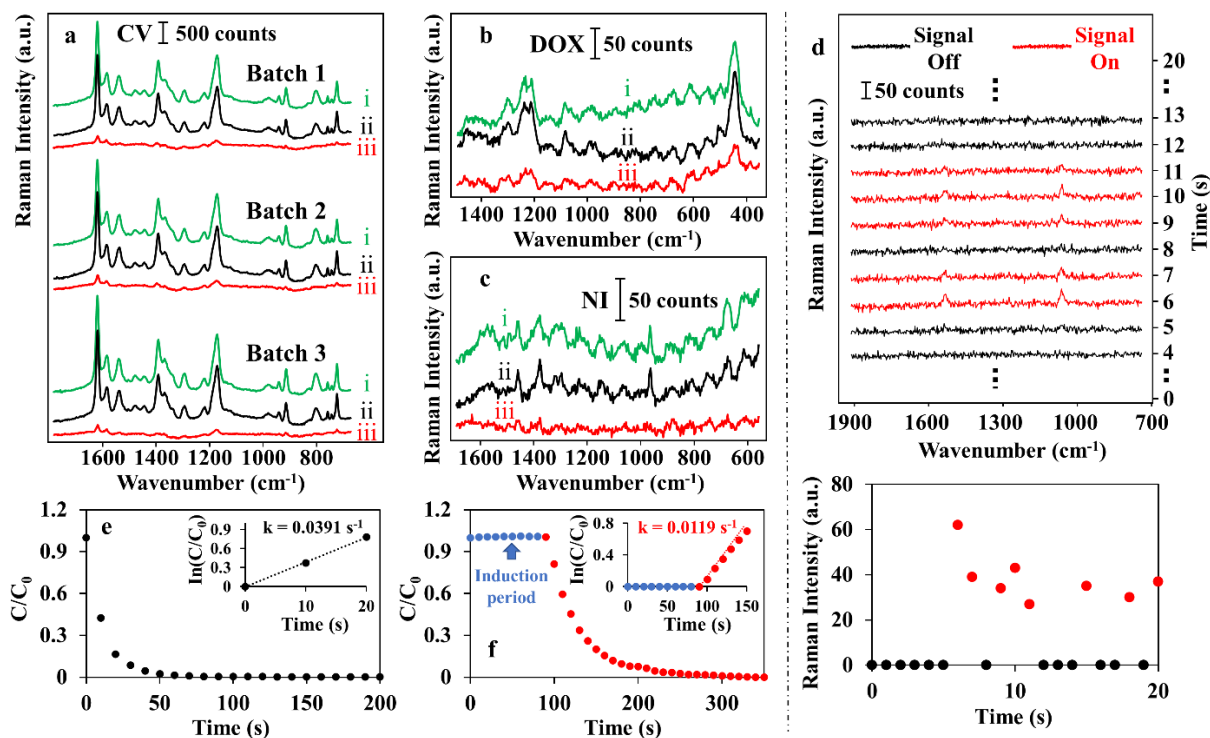 a
CV
500 counts
Batch 1
i
ii
iii
Batch 2
i
ii
iii
Batch 3
i
ii
iii
Raman Intensity (a.u.)
1600 1400 1200 1000 800
Wavenumber (cm-1)
b
DOX
50 counts
i
ii
iii
Raman Intensity (a.u.)
1400 1200 1000 800 600 400
Wavenumber (cm-1)
c
NI
50 counts
i
ii
iii
Raman Intensity (a.u.)
1600 1400 1200 1000 800 600
Wavenumber (cm-1)
d
Signal Off
Signal On
50 counts
Raman Intensity (a.u.)
20
13
12
11
10
9
8
7
6
5
4
0
Time (s)
1900 1600 1300 1000 700
Wavenumber (cm-1)
e
C/C0
1.2
0.9
0.6
0.3
0
0 50 100 150 200
Time (s)
k = 0.0391 s-1
In(C/C0)
0.9
0.6
0.3
0
0 10 20
Time (s)
f
C/C0
1.2
0.9
0.6
0.3
0
0 100 200 300
Time (s)
Induction
period
k = 0.0119 s-1
In(C/C0)
0.8
0.4
0
0 50 100 150
Time (s)
Raman Intensity (a.u.)
80
60
40
20
0
0 10 20
Time (s)